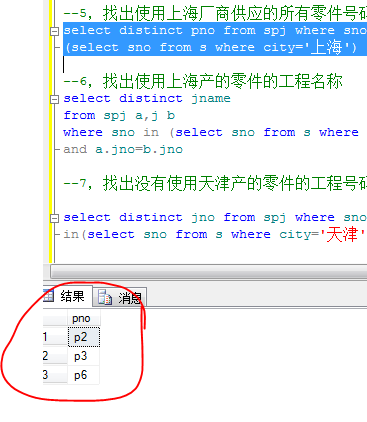 --5，找出使用上海厂商供应的所有零件号码
select distinct pno from spj where sno
(select sno from s where city='上海')
--6，找出使用上海产的零件的工程名称
select distinct jname
from spj a,j b
where sno in (select sno from s where
and a.jno=b.jno
--7，找出没有使用天津产的零件的工程号码
select distinct jno from spj where sno
in(select sno from s where city='天津'
结果 消息
pno
1 p2
2 p3
3 p6